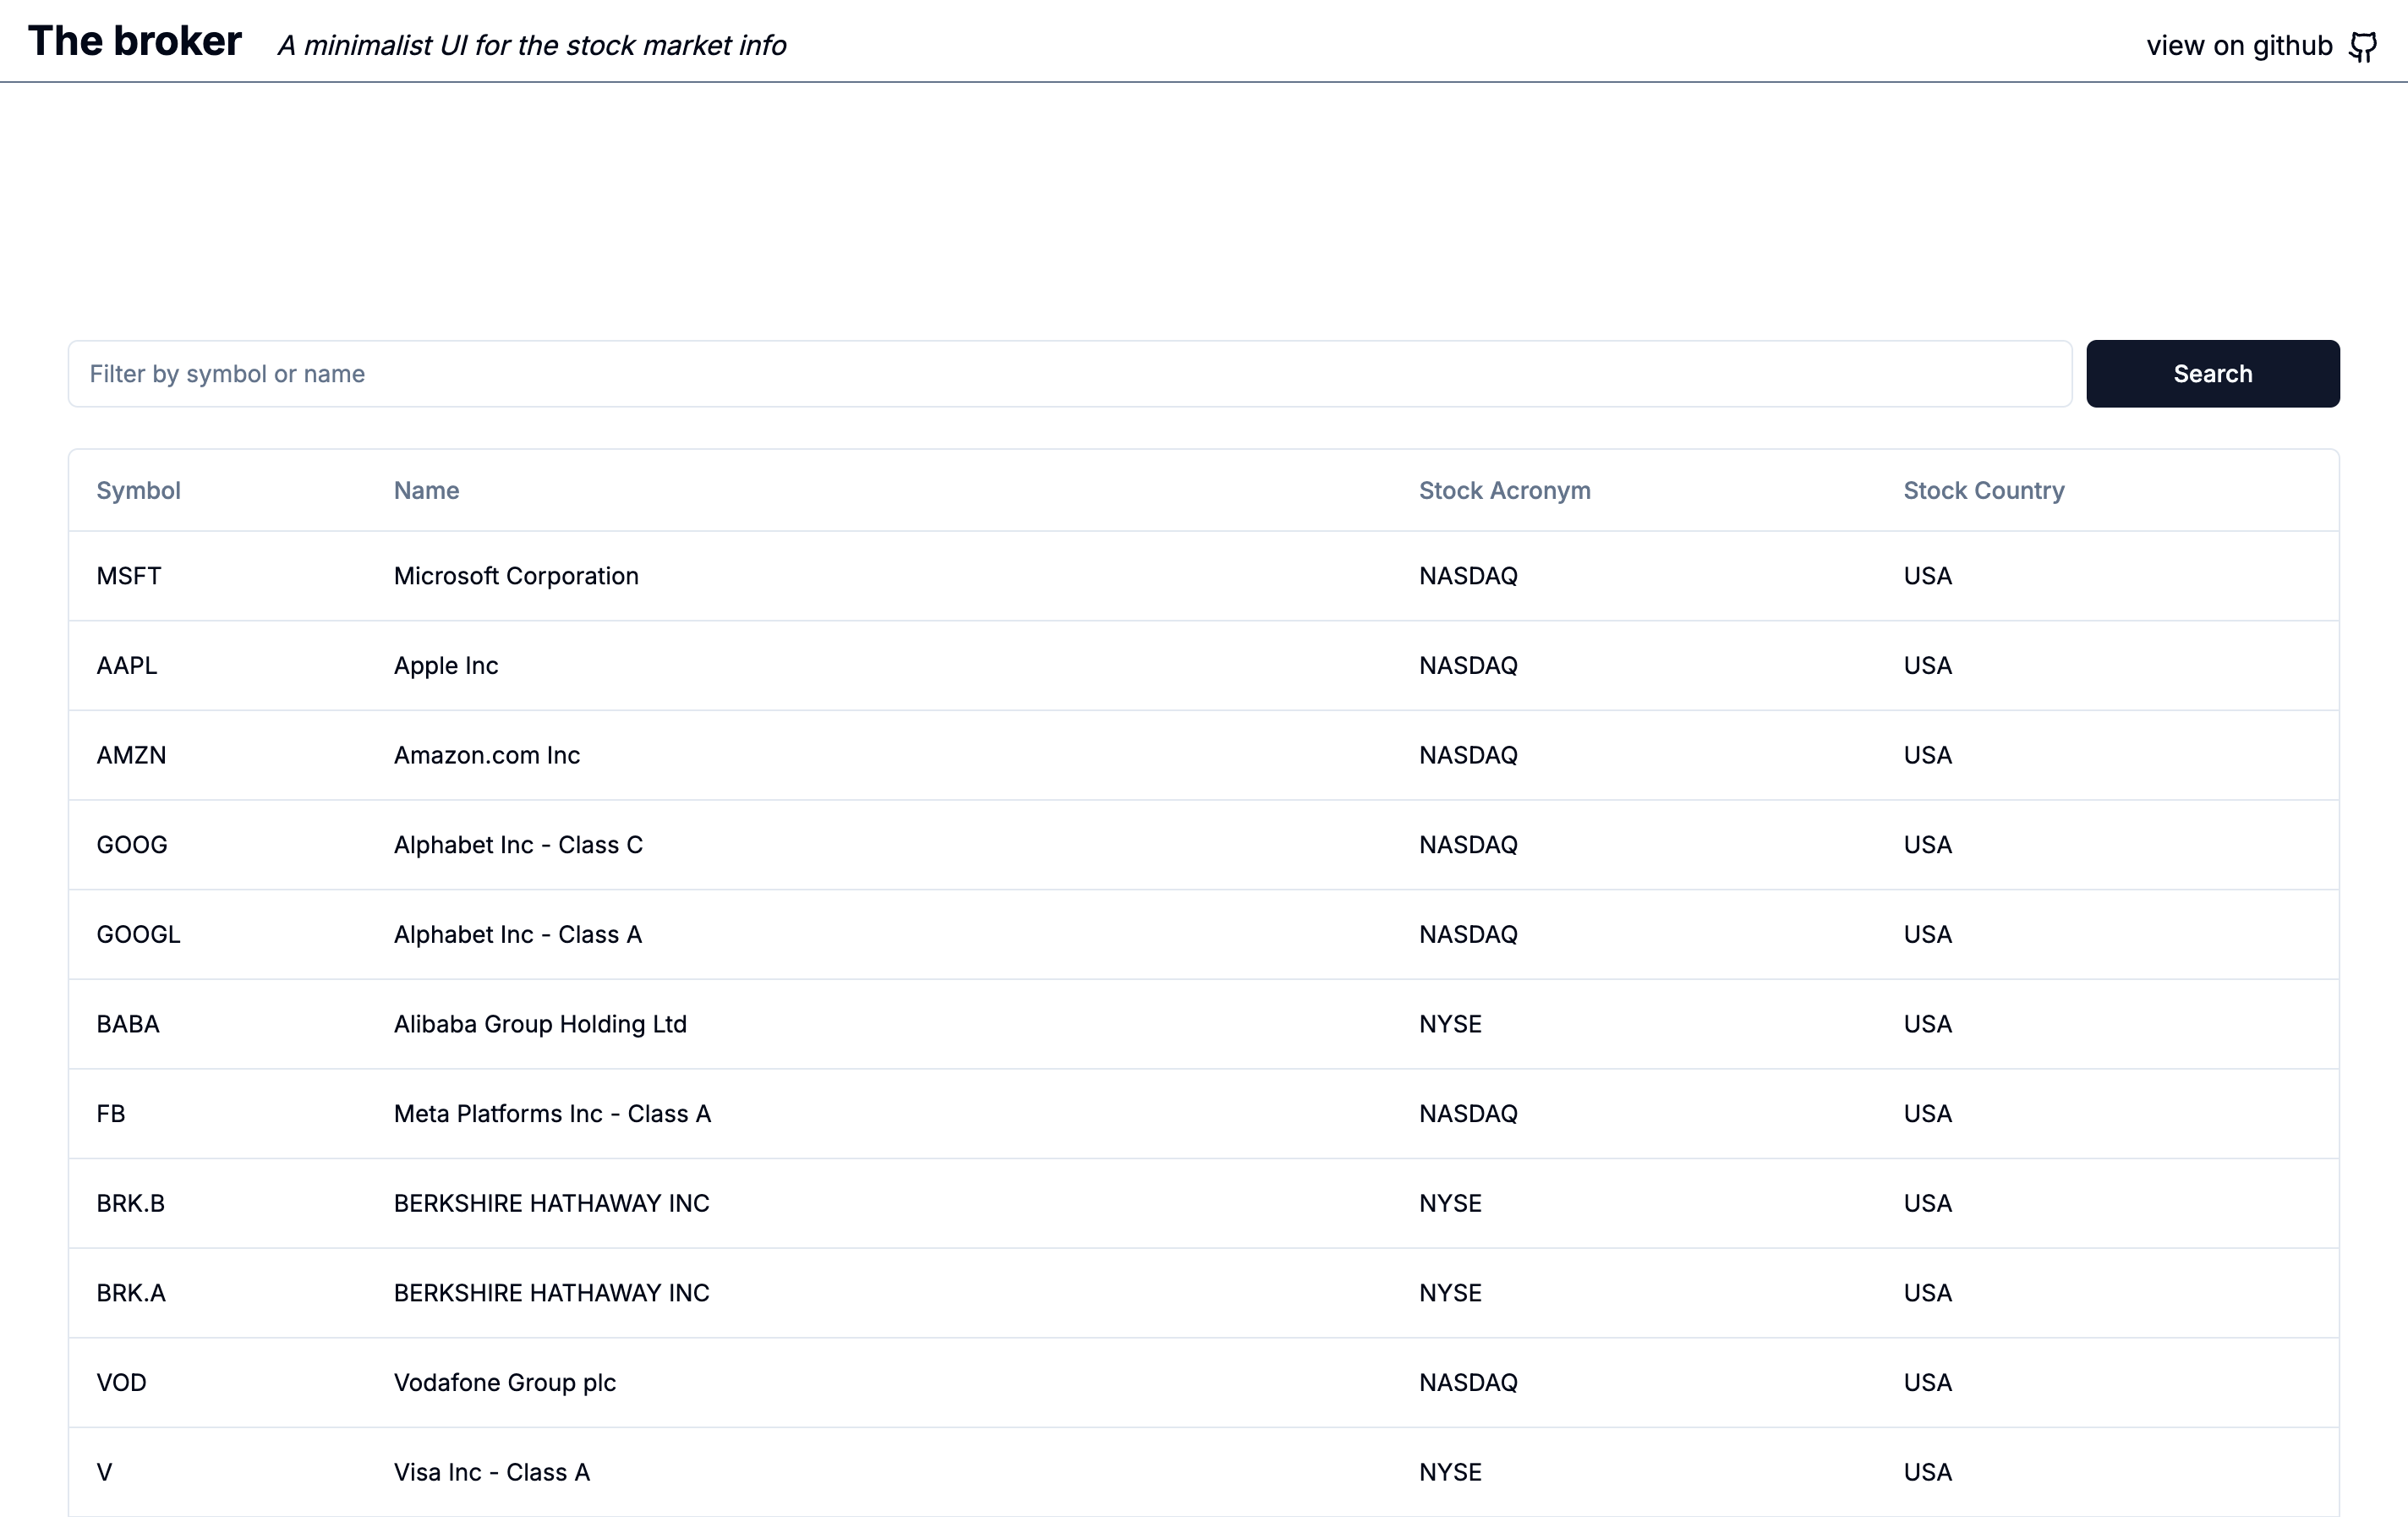 The broker A minimalist UI for the stock market info view on github
Filter by symbol or name Search
Symbol Name Stock Acronym Stock Country
MSFT Microsoft Corporation NASDAQ USA
AAPL Apple Inc NASDAQ USA
AMZN Amazon.com Inc NASDAQ USA
GOOG Alphabet Inc - Class C NASDAQ USA
GOOGL Alphabet Inc - Class A NASDAQ USA
BABA Alibaba Group Holding Ltd NYSE USA
FB Meta Platforms Inc - Class A NASDAQ USA
BRK.B BERKSHIRE HATHAWAY INC NYSE USA
BRK.A BERKSHIRE HATHAWAY INC NYSE USA
VOD Vodafone Group plc NASDAQ USA
V Visa Inc - Class A NYSE USA